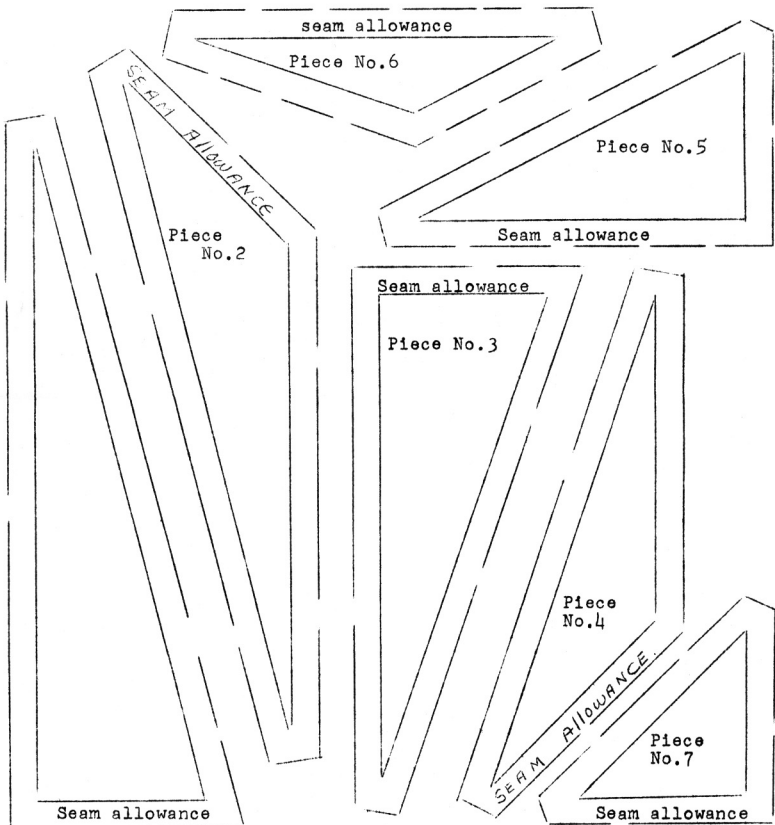 seam allowance
Piece No.6
SEAM Allowance
Piece No.5
Seam allowance
Piece
No.2
Seam allowance
Piece No.3
Piece
No.4
SEAM AllowANCE.
Piece
No.7
Seam allowance
Seam allowance